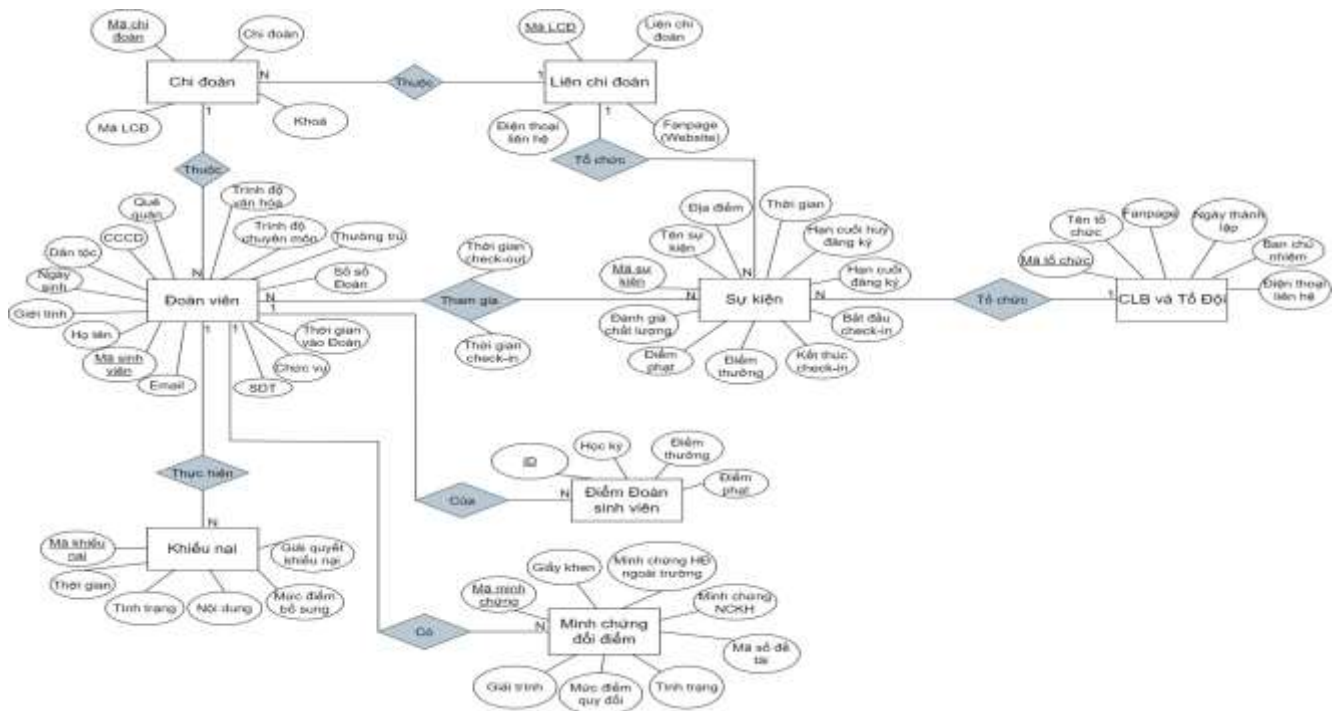 Mã chi
đoàn
Chi đoàn
Chi đoàn
Mã LCĐ
Khoá
N
Thuộc
1
Mã LCĐ
Liên chi
đoàn
Liên chi đoàn
Điện thoại
liên hệ
Fanpage
(Website)
1
Thuộc
N
1
Tổ chức
N
Quê
quán
Trình độ
văn hóa
CCCD
Trình độ
chuyên môn
Thường trú
Dân tộc
Ngày
sinh
Số sổ
Đoàn
Đoàn viên
Giới tính
Họ tên
Mã sinh
viên
Email
SĐT
Chức vụ
Thời gian
vào Đoàn
N
1
1
1
Thời gian
check-out
Tham gia
Thời gian
check-in
N
Địa điểm
Thời gian
Tên sự
kiện
Hạn cuối huỷ
đăng ký
Mã sự
kiện
Hạn cuối
đăng ký
Sự kiện
Đánh giá
chất lượng
Bắt đầu
check-in
Điểm
phạt
Điểm
thưởng
Kết thúc
check-in
N
Tổ chức
1
Tên tổ
chức
Fanpage
Ngày thành
lập
Mã tổ chức
Ban chủ
nhiệm
Điện thoại
liên hệ
CLB và Tổ Đội
Thực hiện
N
Của
N
ID
Học kỳ
Điểm
thưởng
Điểm
phạt
Điểm Đoàn
sinh viên
Mã khiếu
nại
Khiếu nại
Giải quyết
khiếu nại
Thời gian
Tình trạng
Nội dung
Mức điểm
bổ sung
Có
N
Giấy khen
Minh chứng HĐ
ngoài trường
Mã minh
chứng
Minh chứng
NCKH
Minh chứng
đổi điểm
Mã số đề
tài
Giải trình
Mức điểm
quy đổi
Tình trạng